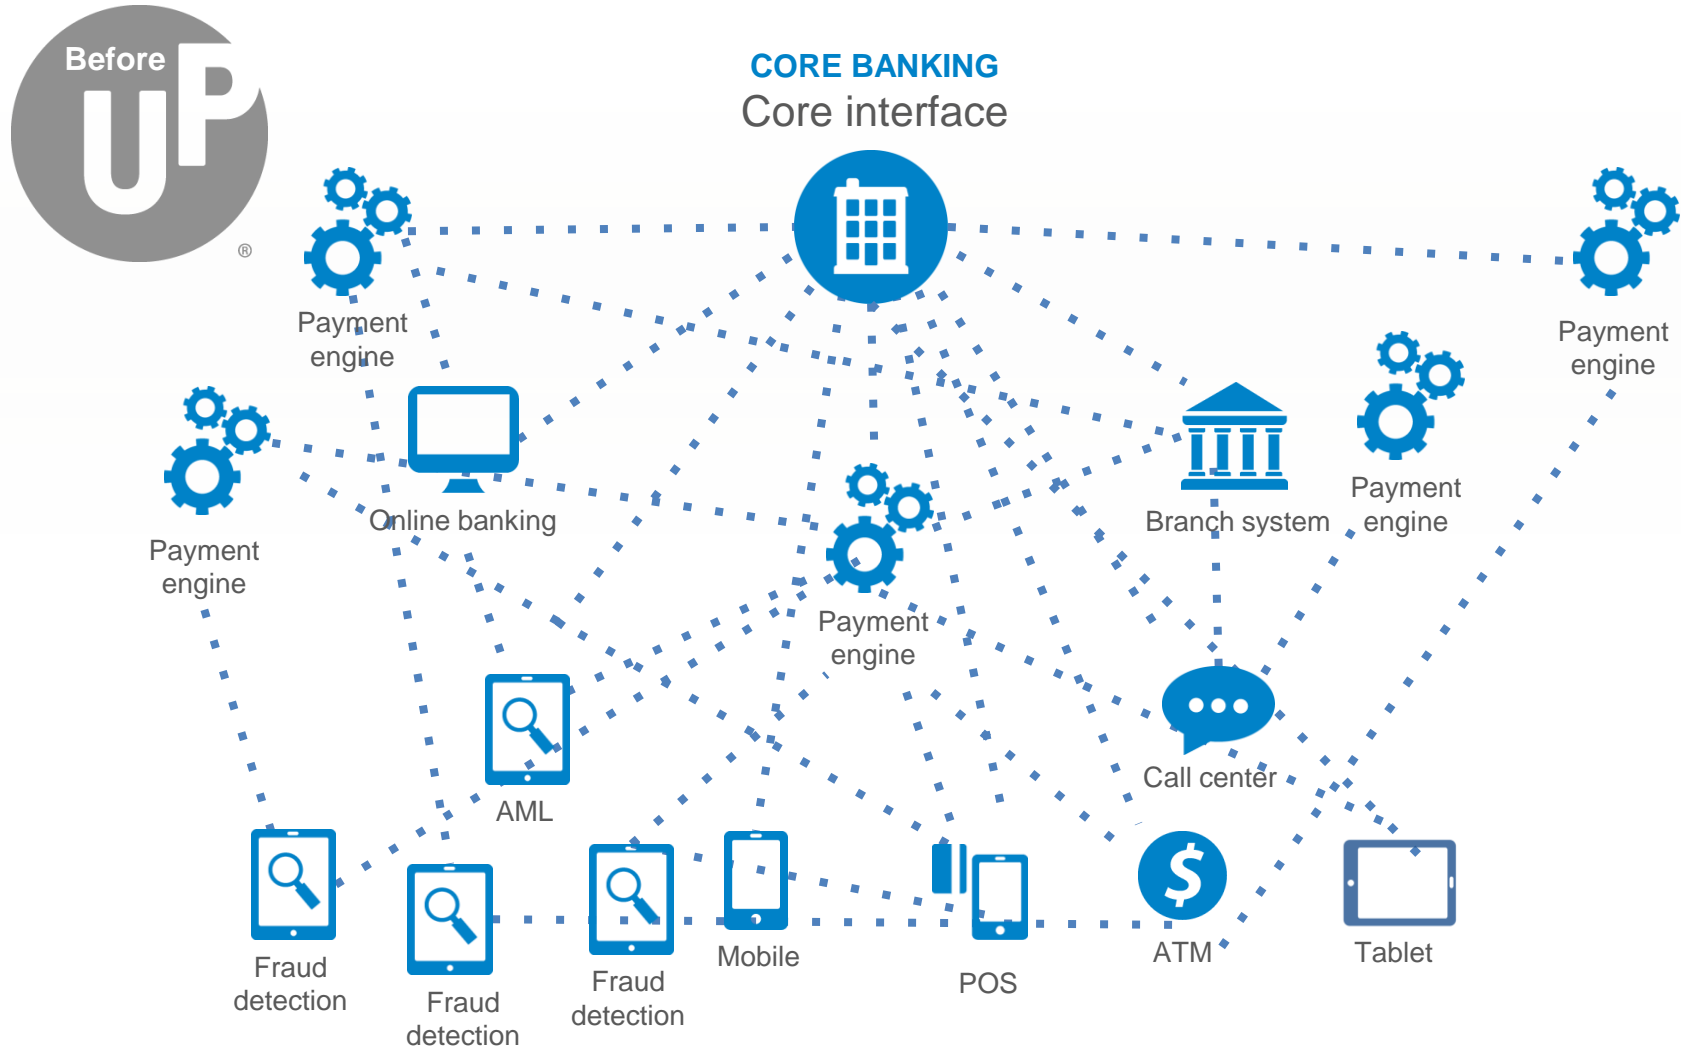 Before
UP
®
CORE BANKING
Core interface
Payment
engine
Payment
engine
Payment
engine
Online banking
Branch system
Payment
engine
Payment
engine
Payment
engine
AML
Call center
Fraud
detection
Fraud
detection
Fraud
detection
Mobile
POS
$
ATM
Tablet